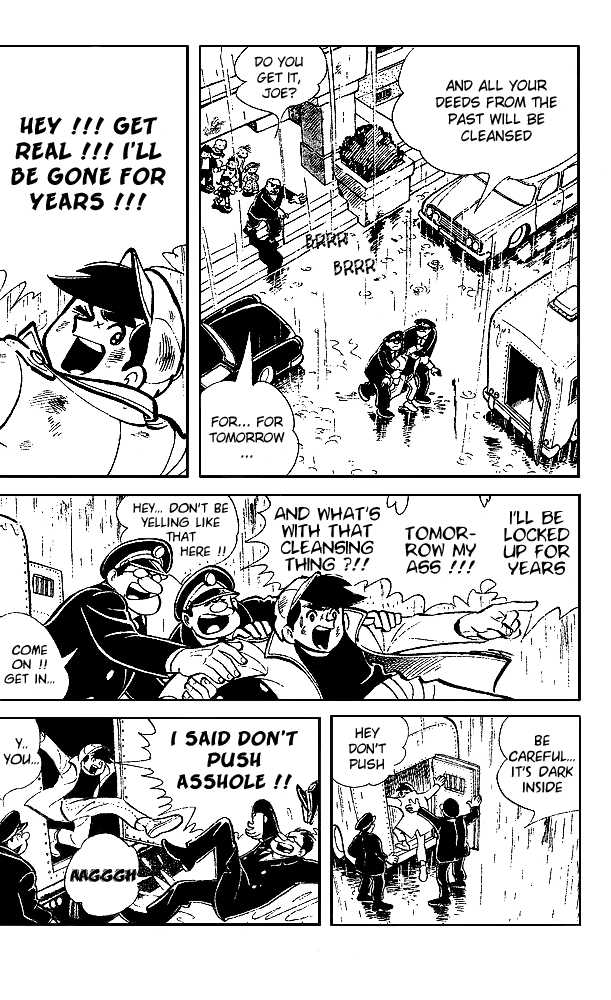 AND ALL YOUR
DEEDS FROM THE
PAST WILL BE
CLEANSED
DO YOU
GET IT,
JOE?
BRRR
BRRR
FOR... FOR
TOMORROW
...
HEY !!! GET
REAL !!! I'LL
BE GONE FOR
YEARS !!!
I'LL BE
LOCKED
UP FOR
YEARS
TOMOR-
ROW MY
ASS !!!
AND WHAT'S
WITH THAT
CLEANSING
THING ?!!
HEY... DON'T BE
YELLING LIKE
THAT
HERE !!
COME
ON !!
GET IN...
BE
CAREFUL...
IT'S DARK
INSIDE
HEY
DON'T
PUSH
I SAID DON'T
PUSH
ASSHOLE !!
Y..
YOU...
AAGGGH